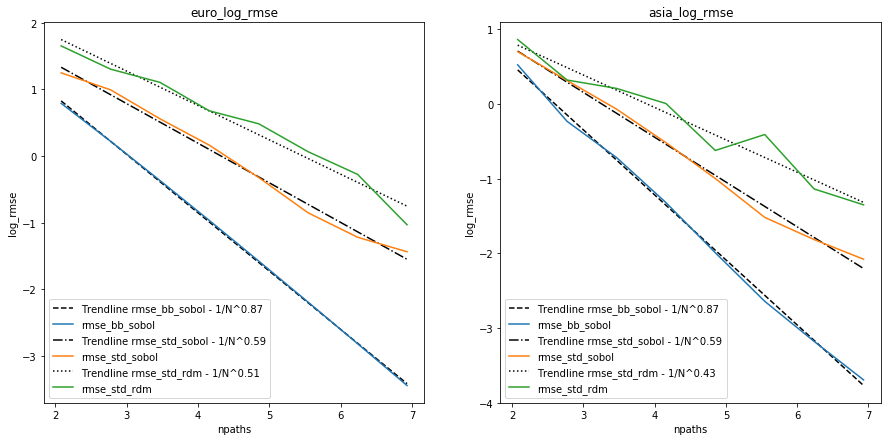 euro_log_rmse
log_rmse
2
1
0
−1
−2
−3
Trendline rmse_bb_sobol - 1/N^0.87
rmse_bb_sobol
Trendline rmse_std_sobol - 1/N^0.59
rmse_std_sobol
Trendline rmse_std_rdm - 1/N^0.51
rmse_std_rdm
2 3 4 5 6 7
npaths
asia_log_rmse
log_rmse
1
0
−1
−2
−3
−4
Trendline rmse_bb_sobol - 1/N^0.87
rmse_bb_sobol
Trendline rmse_std_sobol - 1/N^0.59
rmse_std_sobol
Trendline rmse_std_rdm - 1/N^0.43
rmse_std_rdm
2 3 4 5 6 7
npaths